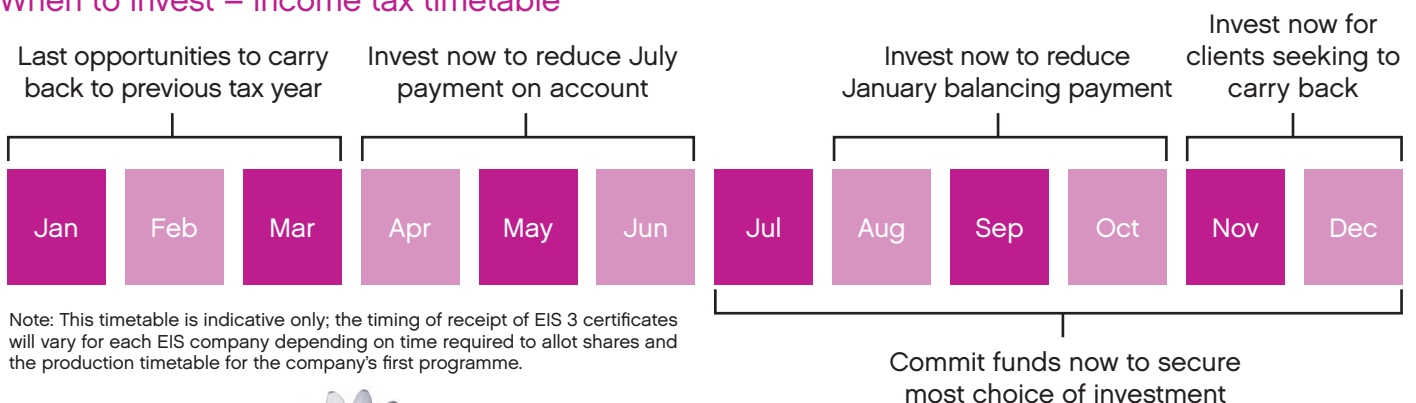 When to invest – income tax timetable
Invest now for
clients seeking to
carry back
Last opportunities to carry
back to previous tax year
Invest now to reduce July
payment on account
Invest now to reduce
January balancing payment
Jan
Feb
Mar
Apr
May
Jun
Jul
Aug
Sep
Oct
Nov
Dec
Note: This timetable is indicative only; the timing of receipt of EIS 3 certificates
will vary for each EIS company depending on time required to allot shares and
the production timetable for the company's first programme.
Commit funds now to secure
most choice of investment